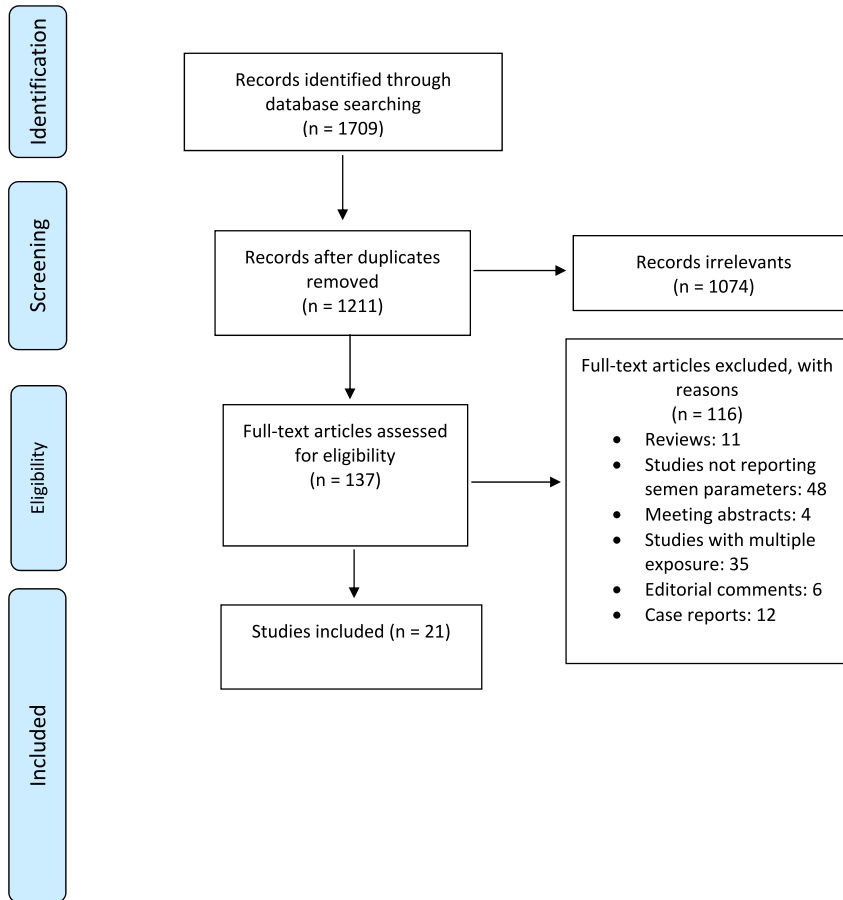 Identification
Records identified through
database searching
(n = 1709)
Screening
Records after duplicates
removed
(n = 1211)
Records irrelevants
(n = 1074)
Eligibility
Full-text articles assessed
for eligibility
(n = 137)
Full-text articles excluded, with
reasons
(n = 116)
• Reviews: 11
• Studies not reporting
semen parameters: 48
• Meeting abstracts: 4
• Studies with multiple
exposure: 35
• Editorial comments: 6
• Case reports: 12
Included
Studies included (n = 21)